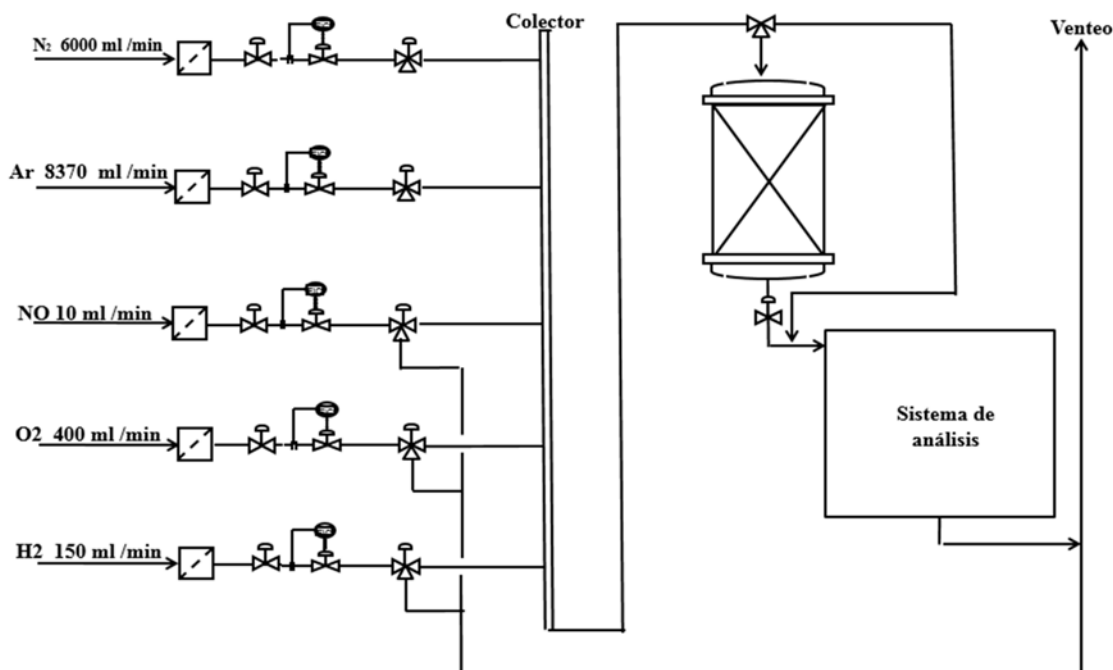 Colector
Venteo
N₂ 6000 ml /min
Ar 8370 ml /min
NO 10 ml /min
O2 400 ml /min
H2 150 ml /min
Sistema de
análisis